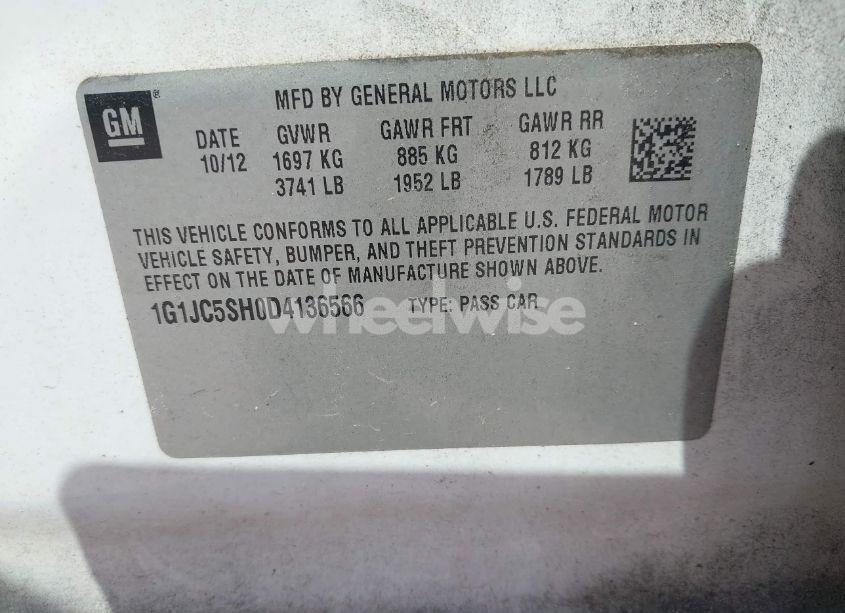 GM®
MFD BY GENERAL MOTORS LLC
DATE GVWR GAWR FRT GAWR RR
10/12 1697 KG 885 KG 812 KG
3741 LB 1952 LB 1789 LB
THIS VEHICLE CONFORMS TO ALL APPLICABLE U.S. FEDERAL MOTOR
VEHICLE SAFETY, BUMPER, AND THEFT PREVENTION STANDARDS IN
EFFECT ON THE DATE OF MANUFACTURE SHOWN ABOVE.
1G1JC5SH0D4136566 TYPE: PASS CAR
wheelwise